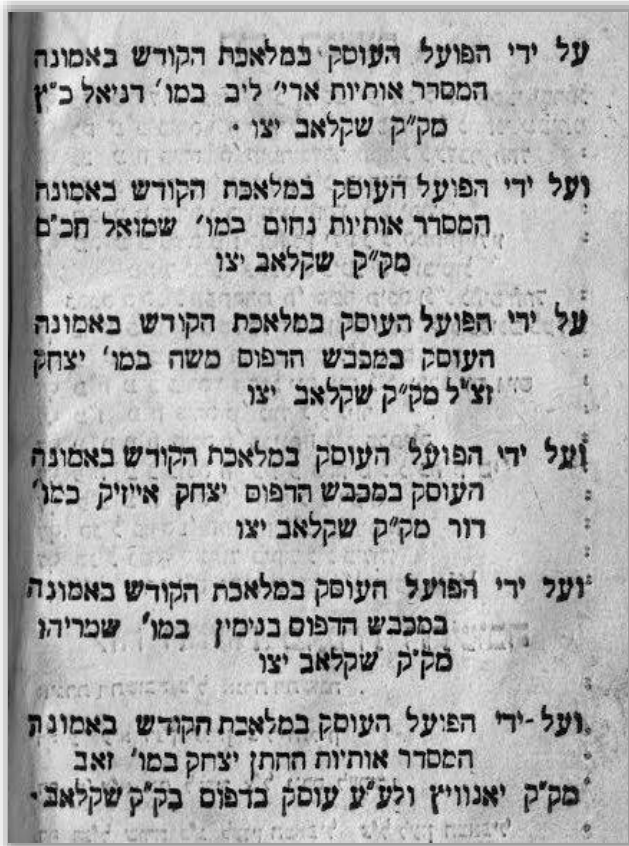 על ידי הפועל העוסק במלאכת הקודש באמונה
המסדר אותיות ארי׳ ליב במו׳ דניאל כ״ץ
מק״ק שקלאב יצו ·
ועל ידי הפועל העוסק במלאכת הקודש באמונה
המסדר אותיות נחום במו׳ שמואל חכ״ם
מק״ק שקלאב יצו
על ידי הפועל העוסק במלאכת הקודש באמונה
העוסק במכבש הדפוס משה במו׳ יצחק
זצ״ל מק״ק שקלאב יצו
ועל ידי הפועל העוסק במלאכת הקודש באמונה
העוסק במכבש הדפוס יצחק אייזיק במו׳
דור מק״ק שקלאב יצו
ועל ידי הפועל העוסק במלאכת הקודש באמונה
במכבש הדפוס בנימין במו׳ שמריהו
מק״ק שקלאב יצו
ועל-ידי הפועל העוסק במלאכת הקודש באמונה
המסדר אותיות החתן יצחק במו׳ זאב
מק״ק יאנוויץ ולע״ע עוסק בדפוס בק״ק שקלאב·